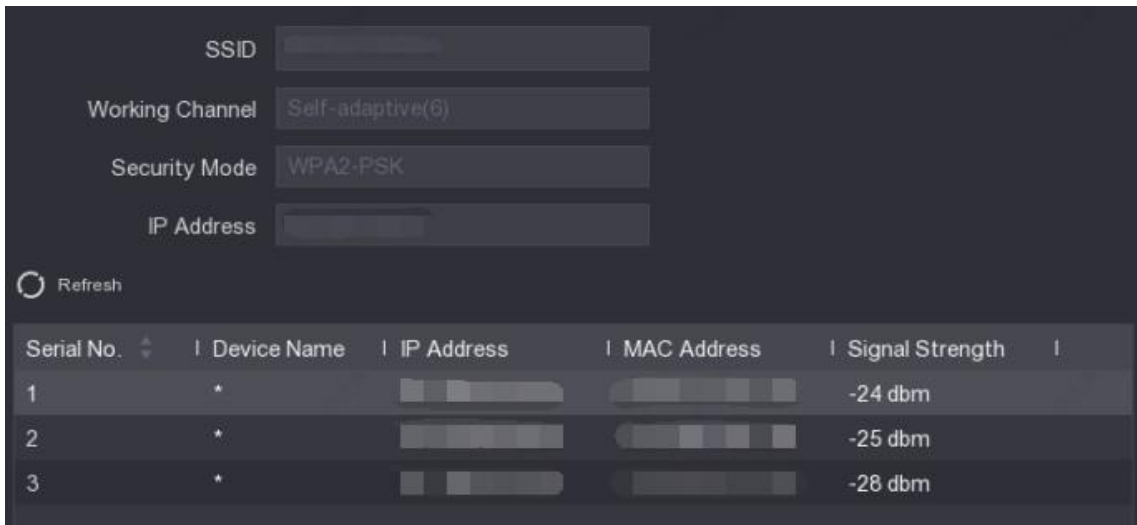 SSID
Working Channel Self-adaptive(6)
Security Mode WPA2-PSK
IP Address
Refresh
Serial No. Device Name IP Address MAC Address Signal Strength
1 * -24 dbm
2 * -25 dbm
3 * -28 dbm